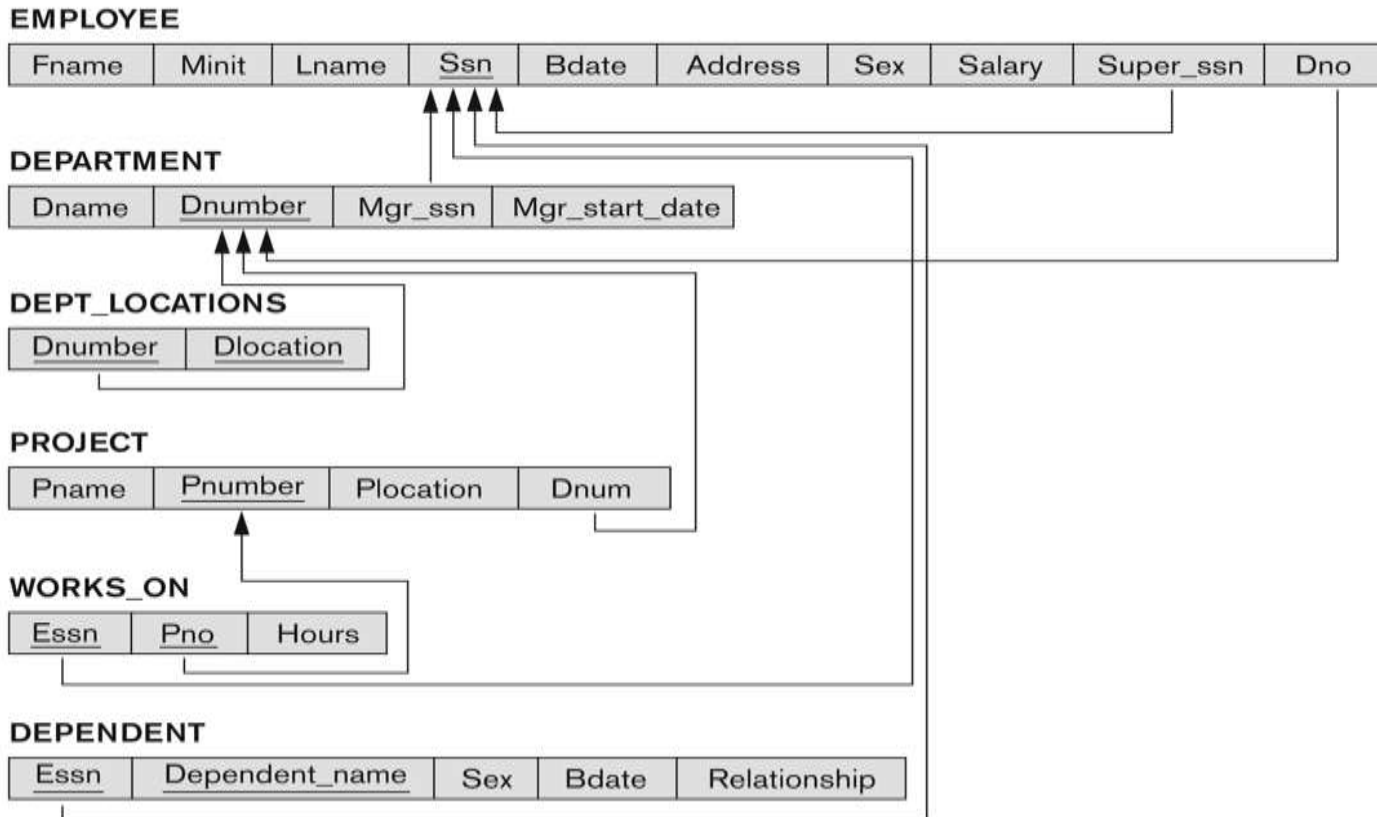 EMPLOYEE
Fname Minit Lname Ssn Bdate Address Sex Salary Super_ssn Dno
DEPARTMENT
Dname Dnumber Mgr_ssn Mgr_start_date
DEPT_LOCATIONS
Dnumber Dlocation
PROJECT
Pname Pnumber Plocation Dnum
WORKS_ON
Essn Pno Hours
DEPENDENT
Essn Dependent_name Sex Bdate Relationship